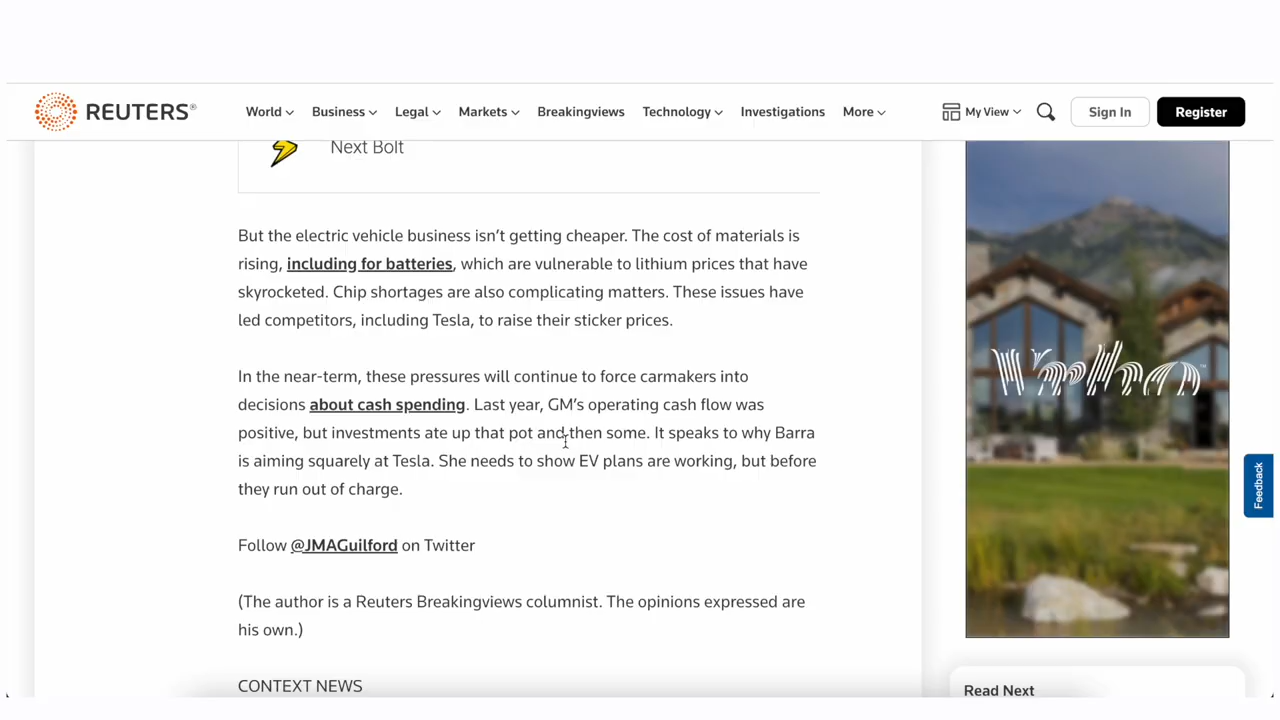 REUTERS®
World
Business
Legal
Markets
Breakingviews
Technology
Investigations
More
My View
Sign In
Register
Next Bolt
But the electric vehicle business isn't getting cheaper. The cost of materials is
rising, including for batteries, which are vulnerable to lithium prices that have
skyrocketed. Chip shortages are also complicating matters. These issues have
led competitors, including Tesla, to raise their sticker prices.
In the near-term, these pressures will continue to force carmakers into
decisions about cash spending. Last year, GM's operating cash flow was
positive, but investments ate up that pot and then some. It speaks to why Barra
is aiming squarely at Tesla. She needs to show EV plans are working, but before
they run out of charge.
Follow @JMAGuilford on Twitter
(The author is a Reuters Breakingviews columnist. The opinions expressed are
his own.)
CONTEXT NEWS
Feedback
Read Next